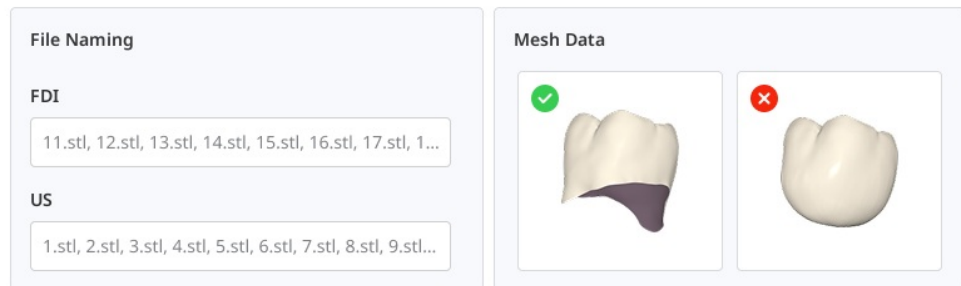 File Naming
FDI
11.stl, 12.stl, 13.stl, 14.stl, 15.stl, 16.stl, 17.stl, 1...
US
1.stl, 2.stl, 3.stl, 4.stl, 5.stl, 6.stl, 7.stl, 8.stl, 9.stl...
Mesh Data